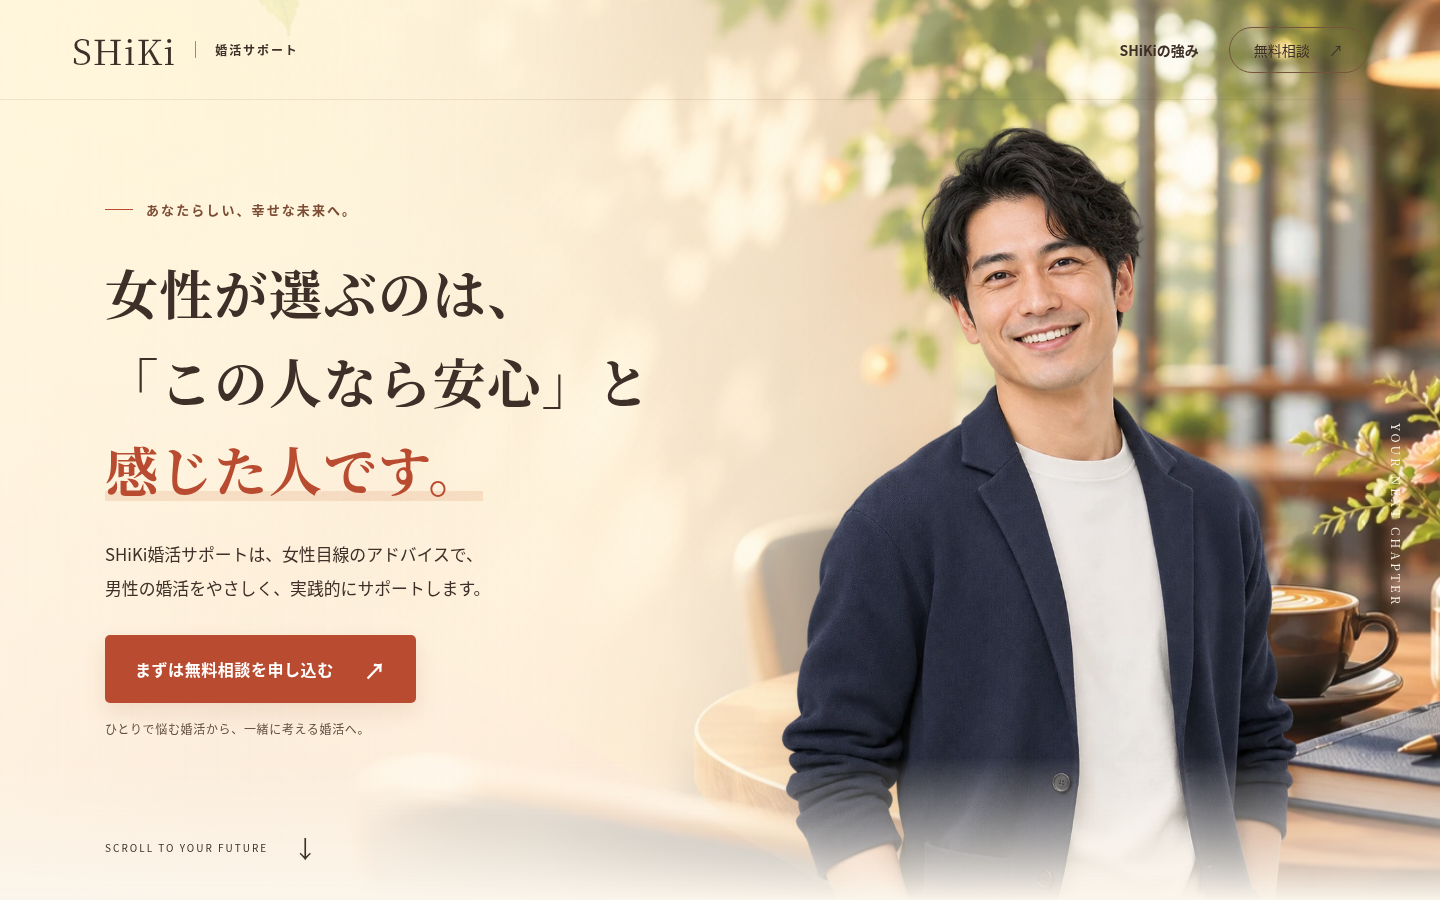 SHiKi
婚活サポート
SHiKiの強み
無料相談 ↗
あなたらしい、幸せな未来へ。
女性が選ぶのは、
「この人なら安心」と
感じた人です。
SHiKi婚活サポートは、女性目線のアドバイスで、
男性の婚活をやさしく、実践的にサポートします。
まずは無料相談を申し込む ↗
ひとりで悩む婚活から、一緒に考える婚活へ。
SCROLL TO YOUR FUTURE ↓
YOUR NEXT CHAPTER